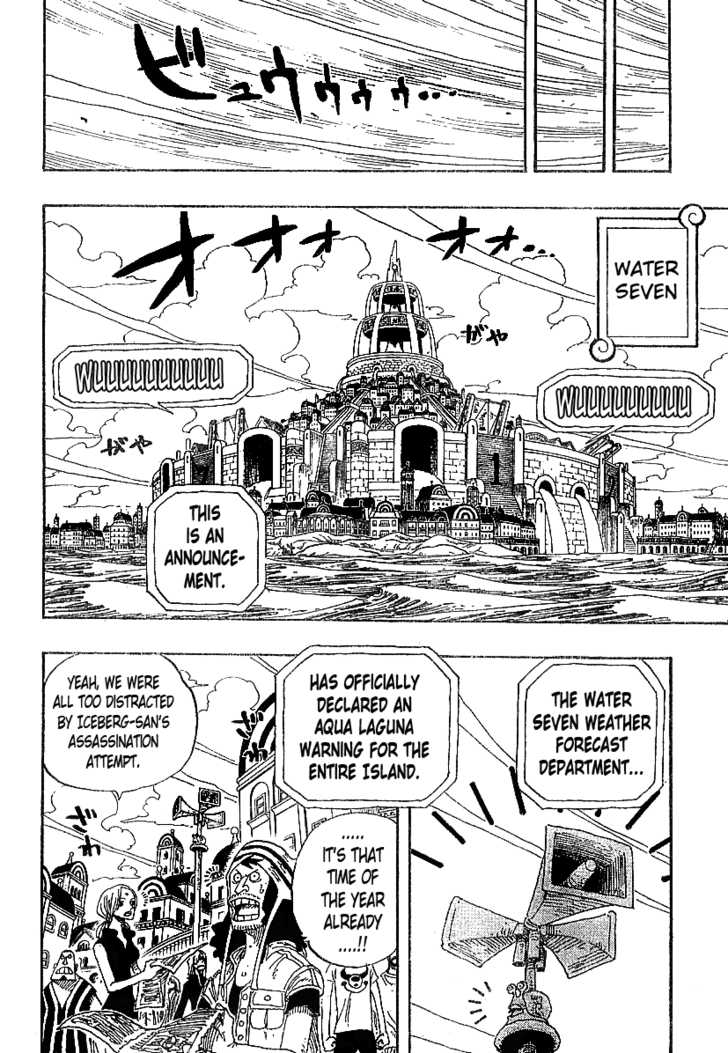 ビュウウウウ...
WATER
SEVEN
オオオオオ...
ガヤ
WUUUUUUUUUU
WUUUUUUUUU
ガヤ
1
THIS
IS AN
ANNOUNCE-
MENT.
THE WATER
SEVEN WEATHER
FORECAST
DEPARTMENT...
HAS OFFICIALLY
DECLARED AN
AQUA LAGUNA
WARNING FOR THE
ENTIRE ISLAND.
YEAH, WE WERE
ALL TOO DISTRACTED
BY ICEBERG-SAN'S
ASSASSINATION
ATTEMPT.
.....
IT'S THAT
TIME OF
THE YEAR
ALREADY
....!!
ざわ